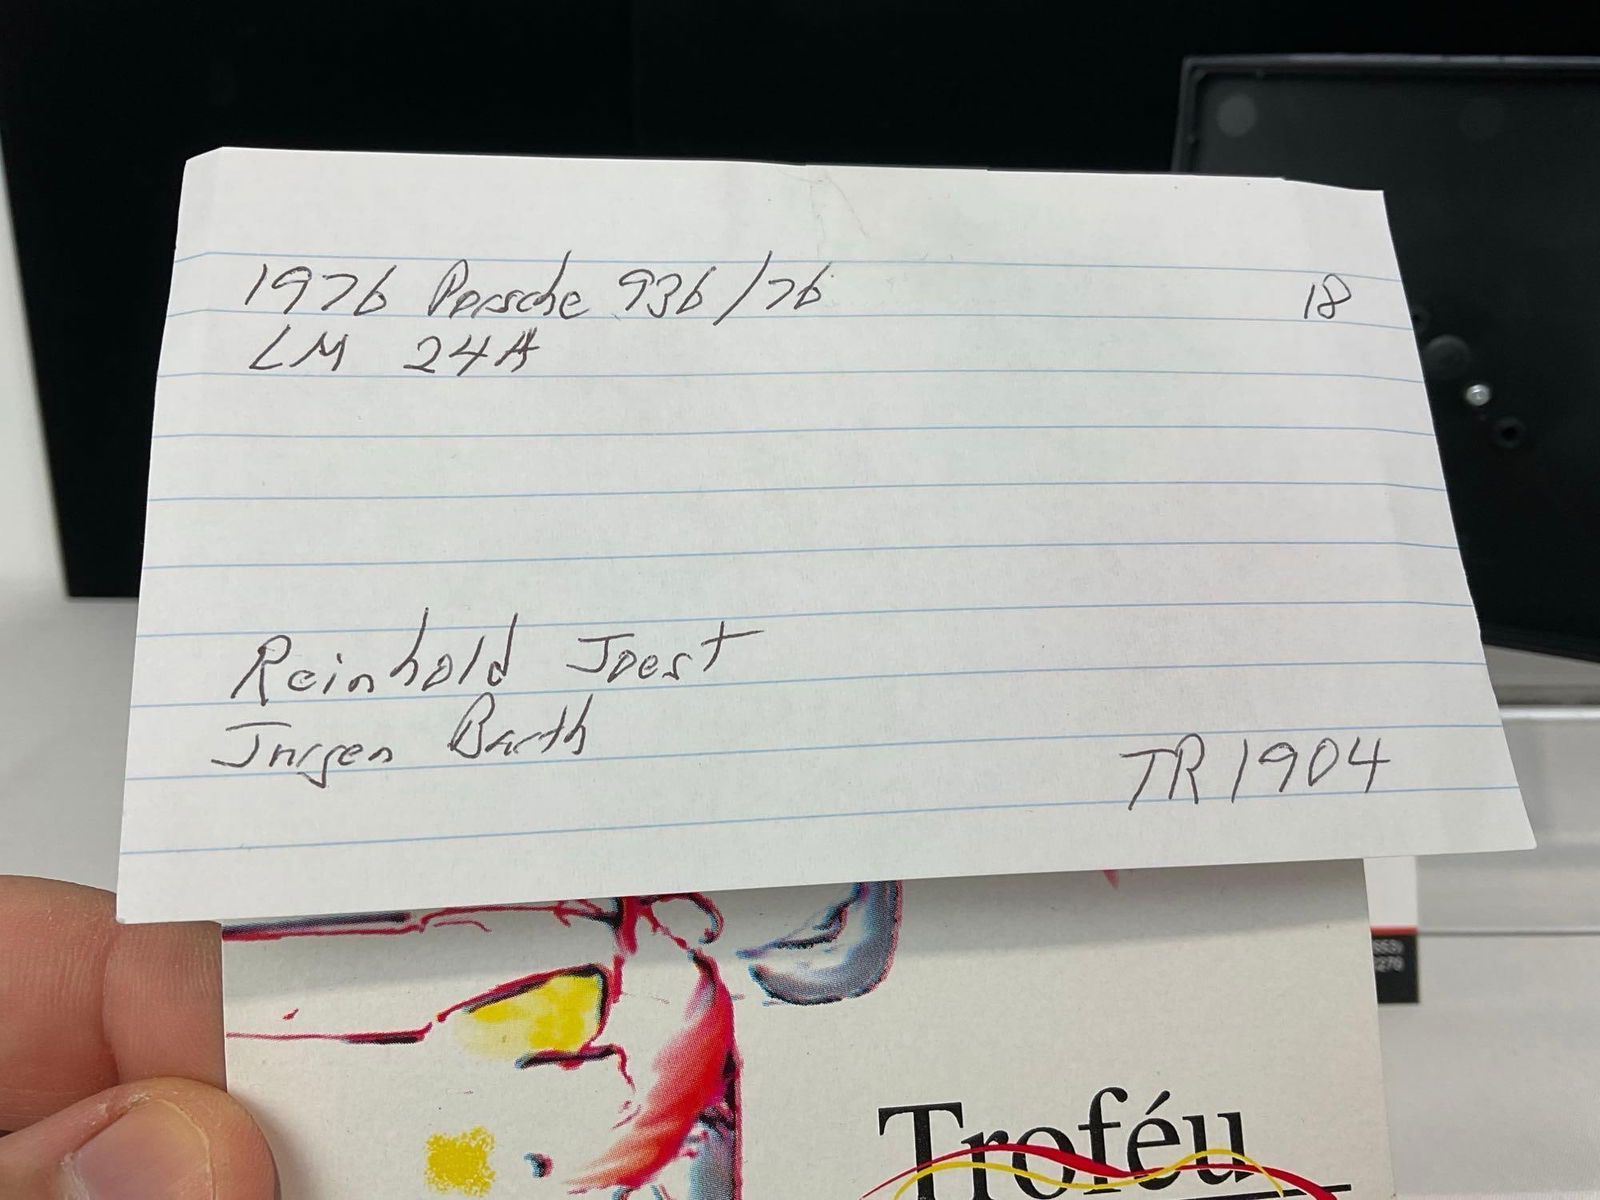 1976 Porsche 936/76 18
LM 24H
Reinhold Joest
Jurgen Barth
TR1904
Troféu